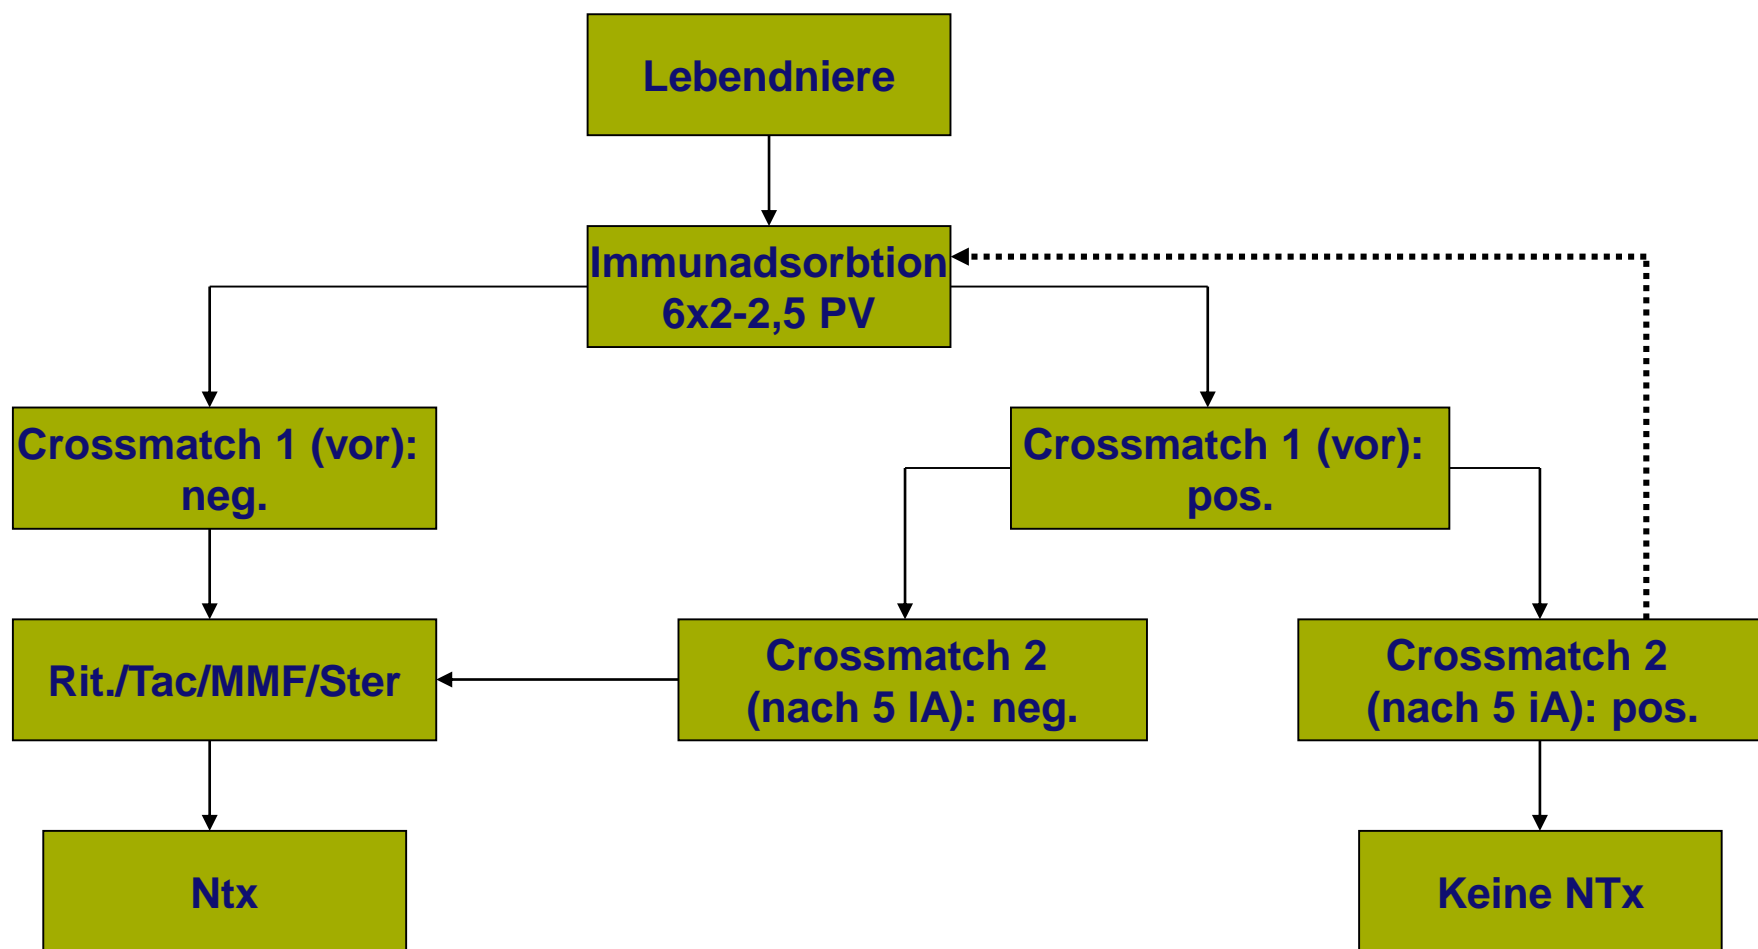 Lebendniere
Immunadsorbtion
6x2-2,5 PV
Crossmatch 1 (vor):
neg.
Crossmatch 1 (vor):
pos.
Rit./Tac/MMF/Ster
Crossmatch 2
(nach 5 IA): neg.
Crossmatch 2
(nach 5 iA): pos.
Ntx
Keine NTx